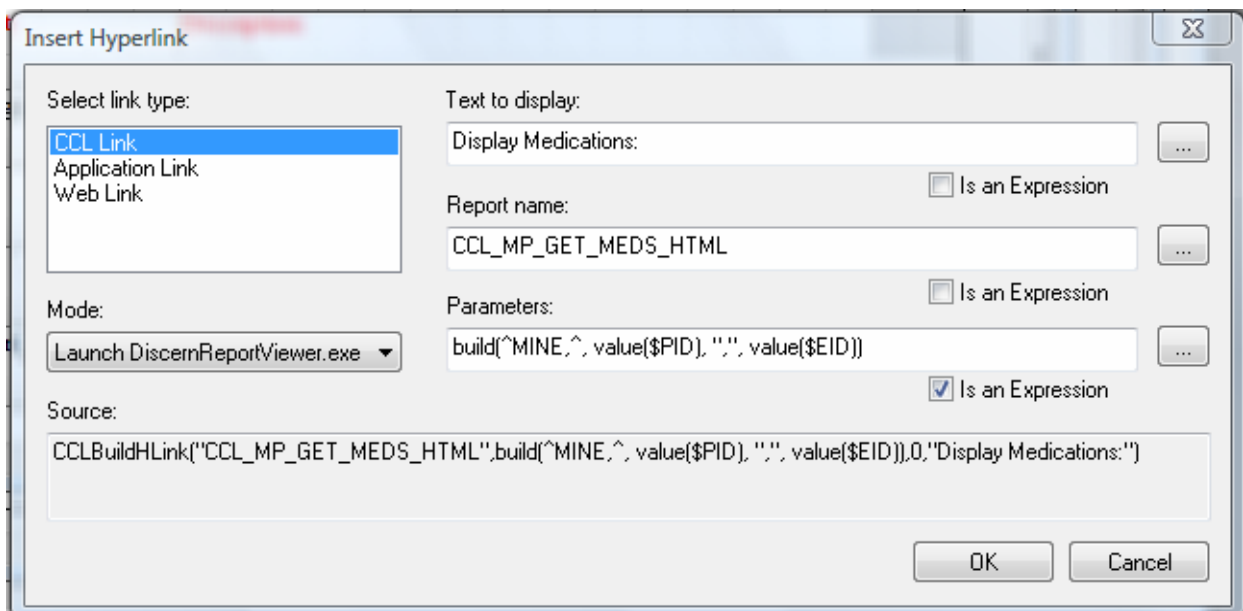 Insert Hyperlink
Select link type:
CCL Link
Application Link
Web Link
Mode:
Launch DiscernReportViewer.exe
Text to display:
Display Medications:
...
Is an Expression
Report name:
CCL_MP_GET_MEDS_HTML
...
Is an Expression
Parameters:
build(^MINE,^, value($PID), ",", value($EID))
...
Is an Expression
Source:
CCLBuildHLink("CCL_MP_GET_MEDS_HTML",build(^MINE,^, value($PID), ",", value($EID)),0,"Display Medications:")
OK
Cancel